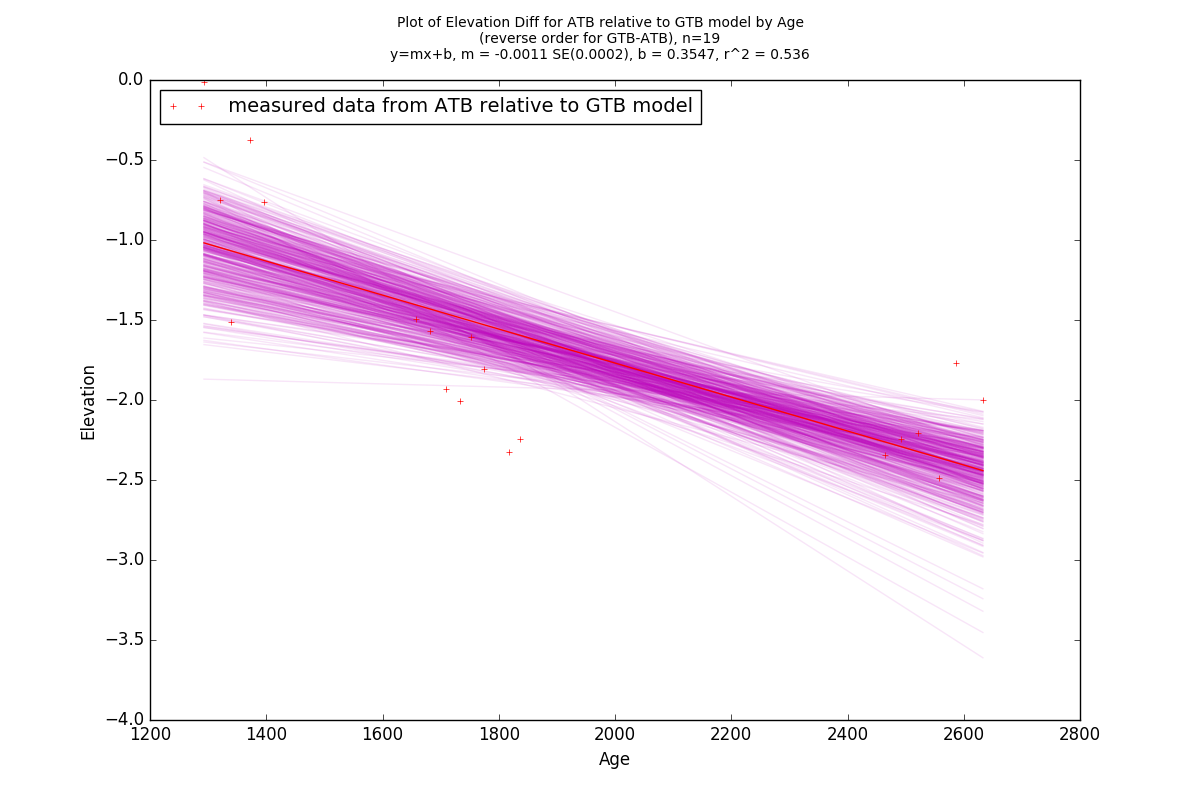 Plot of Elevation Diff for ATB relative to GTB model by Age
(reverse order for GTB-ATB), n=19
y=mx+b, m = -0.0011 SE(0.0002), b = 0.3547, r^2 = 0.536
measured data from ATB relative to GTB model
0.0
−0.5
−1.0
−1.5
−2.0
−2.5
−3.0
−3.5
−4.0
Elevation
1200 1400 1600 1800 2000 2200 2400 2600 2800
Age